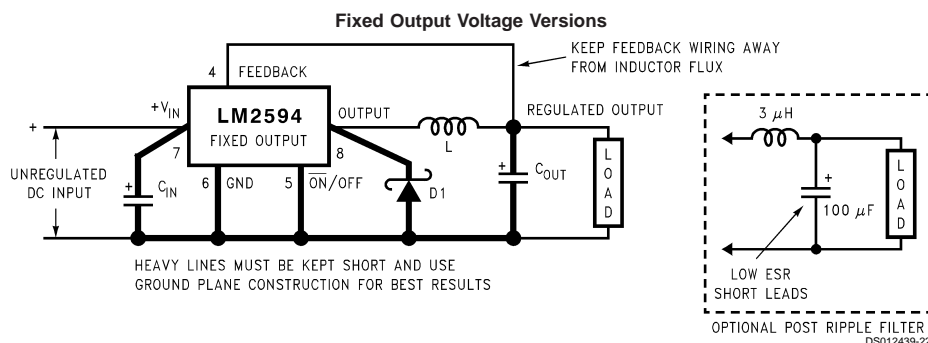 Fixed Output Voltage Versions
KEEP FEEDBACK WIRING AWAY
FROM INDUCTOR FLUX
4 FEEDBACK
+VIN
LM2594
FIXED OUTPUT
OUTPUT
REGULATED OUTPUT
+
7
8
L
UNREGULATED
DC INPUT
+
CIN
6 GND
5 ON/OFF
D1
+
COUT
LOAD
HEAVY LINES MUST BE KEPT SHORT AND USE
GROUND PLANE CONSTRUCTION FOR BEST RESULTS
3 μH
+
100 μF
LOAD
LOW ESR
SHORT LEADS
OPTIONAL POST RIPPLE FILTER
DS012439-22